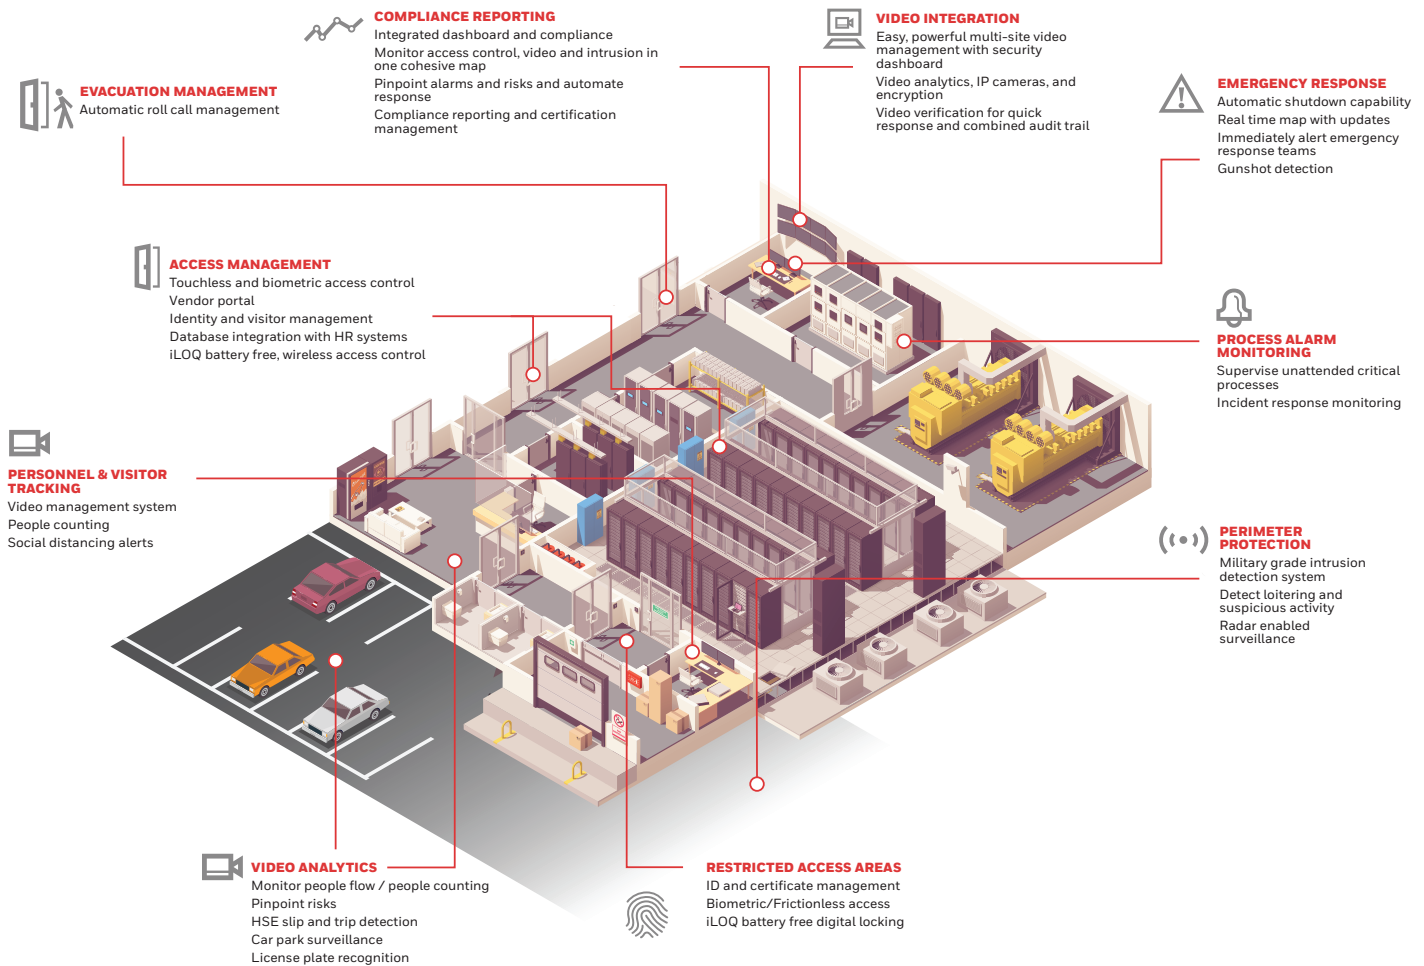 COMPLIANCE REPORTING
Integrated dashboard and compliance
Monitor access control, video and intrusion in
one cohesive map
Pinpoint alarms and risks and automate
response
Compliance reporting and certification
management
VIDEO INTEGRATION
Easy, powerful multi-site video
management with security
dashboard
Video analytics, IP cameras, and
encryption
Video verification for quick
response and combined audit trail
EMERGENCY RESPONSE
Automatic shutdown capability
Real time map with updates
Immediately alert emergency
response teams
Gunshot detection
EVACUATION MANAGEMENT
Automatic roll call management
ACCESS MANAGEMENT
Touchless and biometric access control
Vendor portal
Identity and visitor management
Database integration with HR systems
iLOQ battery free, wireless access control
PROCESS ALARM
MONITORING
Supervise unattended critical
processes
Incident response monitoring
PERSONNEL & VISITOR
TRACKING
Video management system
People counting
Social distancing alerts
PERIMETER
PROTECTION
Military grade intrusion
detection system
Detect loitering and
suspicious activity
Radar enabled
surveillance
VIDEO ANALYTICS
Monitor people flow / people counting
Pinpoint risks
HSE slip and trip detection
Car park surveillance
License plate recognition
RESTRICTED ACCESS AREAS
ID and certificate management
Biometric/Frictionless access
iLOQ battery free digital locking